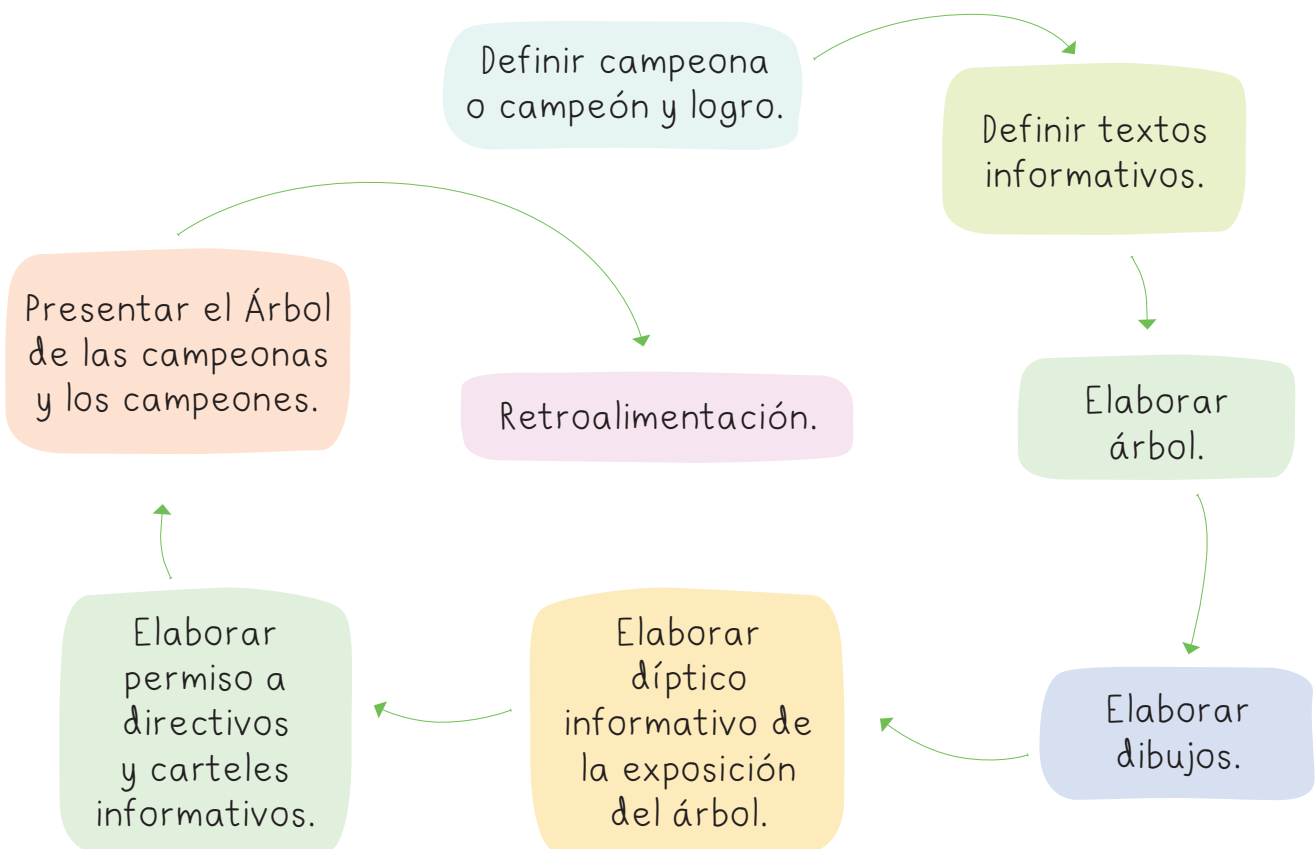 Definir campeona
o campeón y logro.
Definir textos
informativos.
Elaborar
árbol.
Elaborar
dibujos.
Elaborar
díptico
informativo de
la exposición
del árbol.
Elaborar
permiso a
directivos
y carteles
informativos.
Presentar el Árbol
de las campeonas
y los campeones.
Retroalimentación.